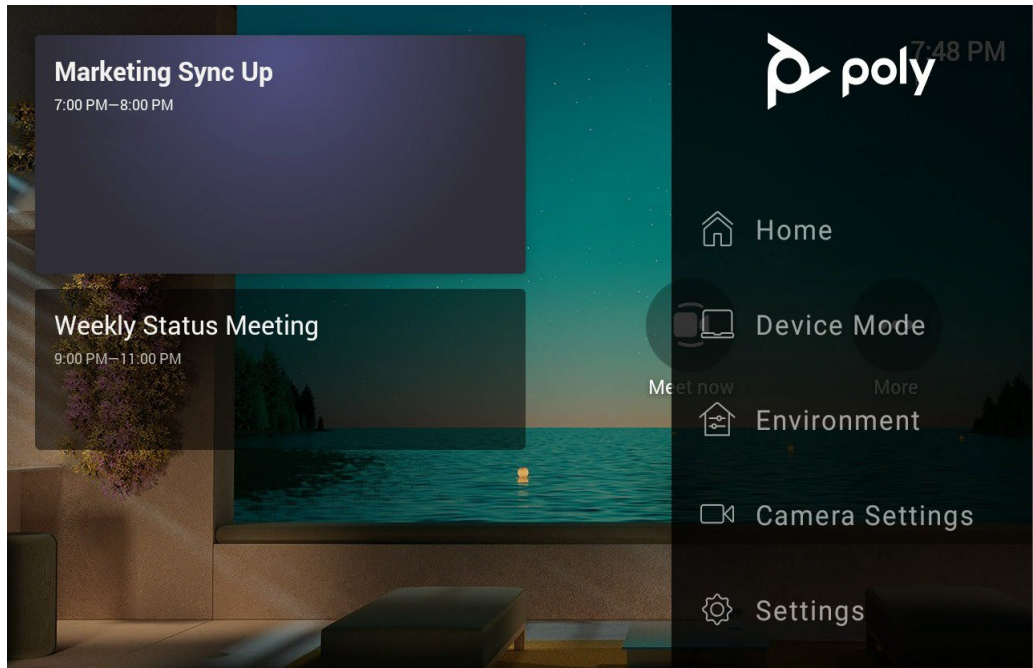 Marketing Sync Up
7:00 PM–8:00 PM
Weekly Status Meeting
9:00 PM–11:00 PM
7:48 PM
poly
Home
Device Mode
Meet now
More
Environment
Camera Settings
Settings